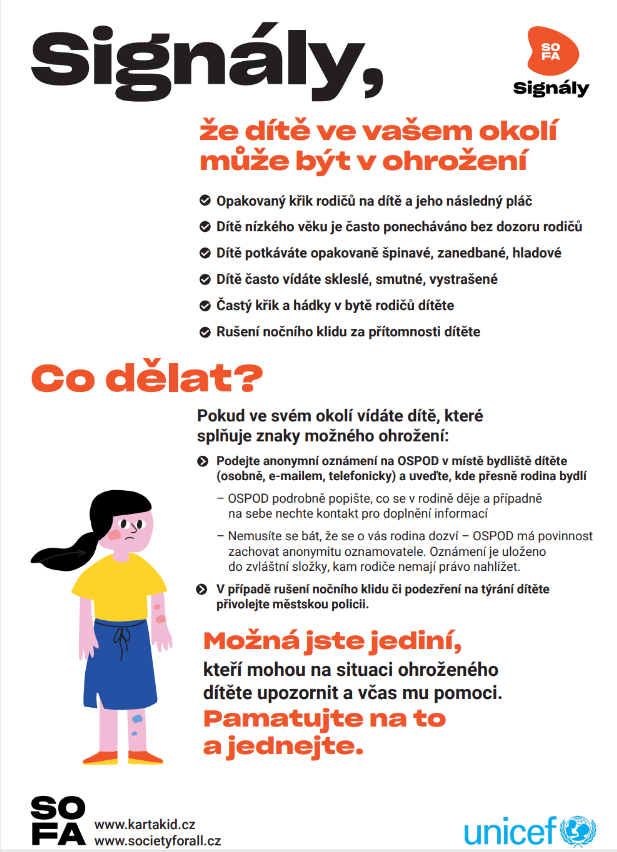 Signály,
SO
FA
Signály
že dítě ve vašem okolí
může být v ohrožení
Opakovaný křik rodičů na dítě a jeho následný pláč
Dítě nízkého věku je často ponecháváno bez dozoru rodičů
Dítě potkáváte opakovaně špinavé, zanedbané, hladové
Dítě často vídáte skleslé, smutné, vystrašené
Častý křik a hádky v bytě rodičů dítěte
Rušení nočního klidu za přítomnosti dítěte
Co dělat?
Pokud ve svém okolí vídáte dítě, které
splňuje znaky možného ohrožení:
Podejte anonymní oznámení na OSPOD v místě bydliště dítěte
(osobně, e-mailem, telefonicky) a uveďte, kde přesně rodina bydlí
– OSPOD podrobně popište, co se v rodině děje a případně
na sebe nechte kontakt pro doplnění informací
– Nemusíte se bát, že se o vás rodina dozví – OSPOD má povinnost
zachovat anonymitu oznamovatele. Oznámení je uloženo
do zvláštní složky, kam rodiče nemají právo nahlížet.
V případě rušení nočního klidu či podezření na týrání dítěte
přivolejte městskou policii.
Možná jste jediní,
kteří mohou na situaci ohroženého
dítěte upozornit a včas mu pomoci.
Pamatujte na to
a jednejte.
SO
FA
www.kartakid.cz
www.societyforall.cz
unicef